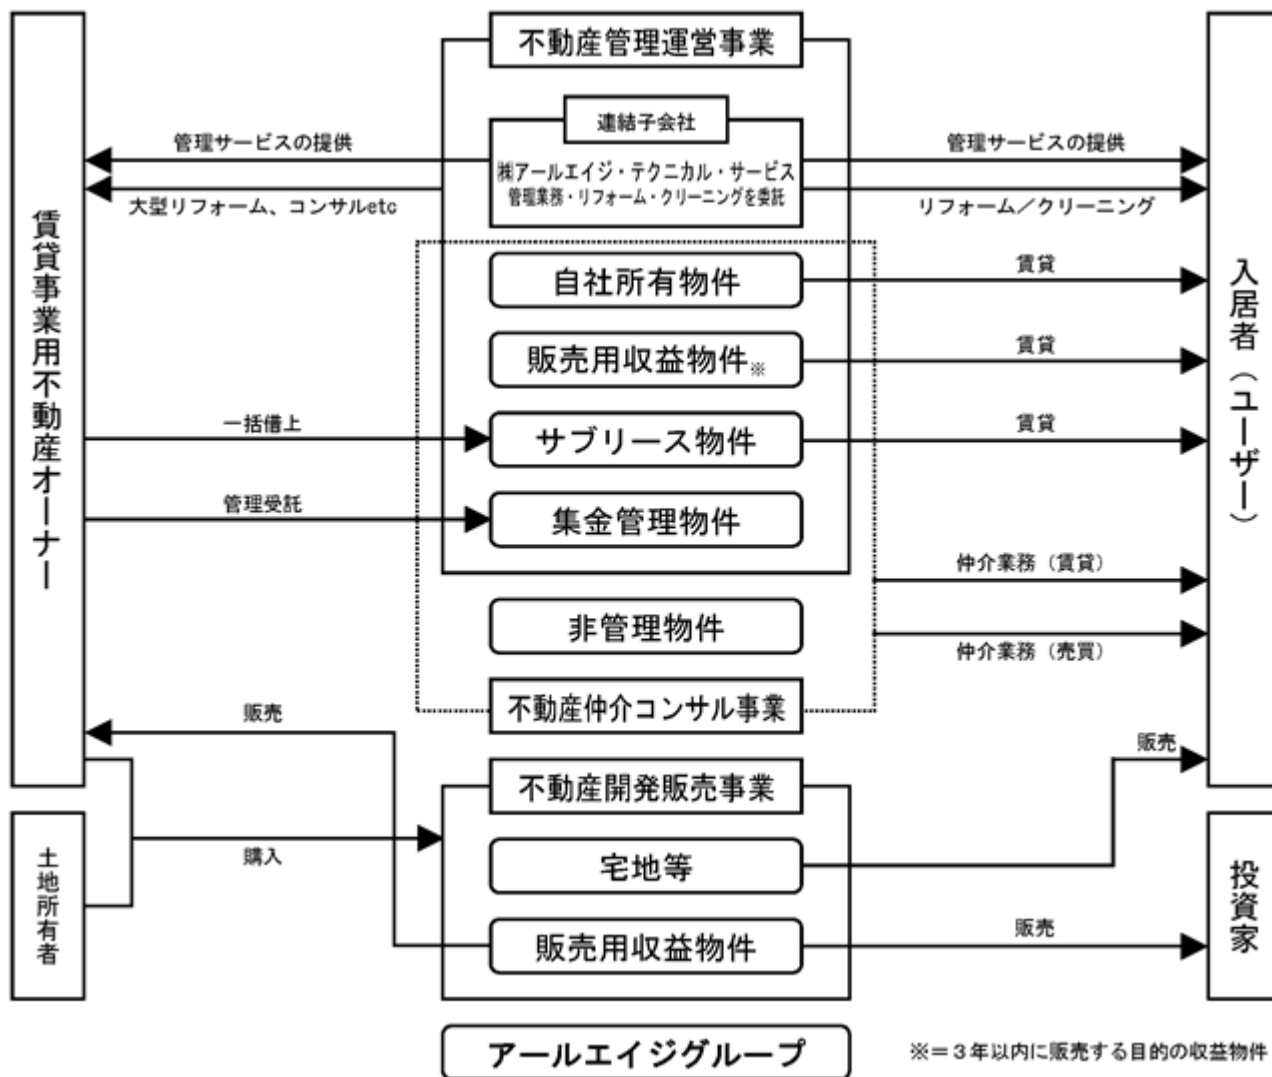 不動産管理運営事業
連結子会社
管理サービスの提供
管理サービスの提供
㈱アールエイジ・テクニカル・サービス
管理業務・リフォーム・クリーニングを委託
大型リフォーム、コンサルetc
リフォーム／クリーニング
賃貸事業用不動産オーナー
入居者（ユーザー）
自社所有物件
賃貸
販売用収益物件※
賃貸
一括借上
サブリース物件
賃貸
管理受託
集金管理物件
仲介業務（賃貸）
非管理物件
仲介業務（売買）
不動産仲介コンサル事業
販売
販売
不動産開発販売事業
土地所有者
購入
宅地等
投資家
販売用収益物件
販売
アールエイジグループ
※＝３年以内に販売する目的の収益物件